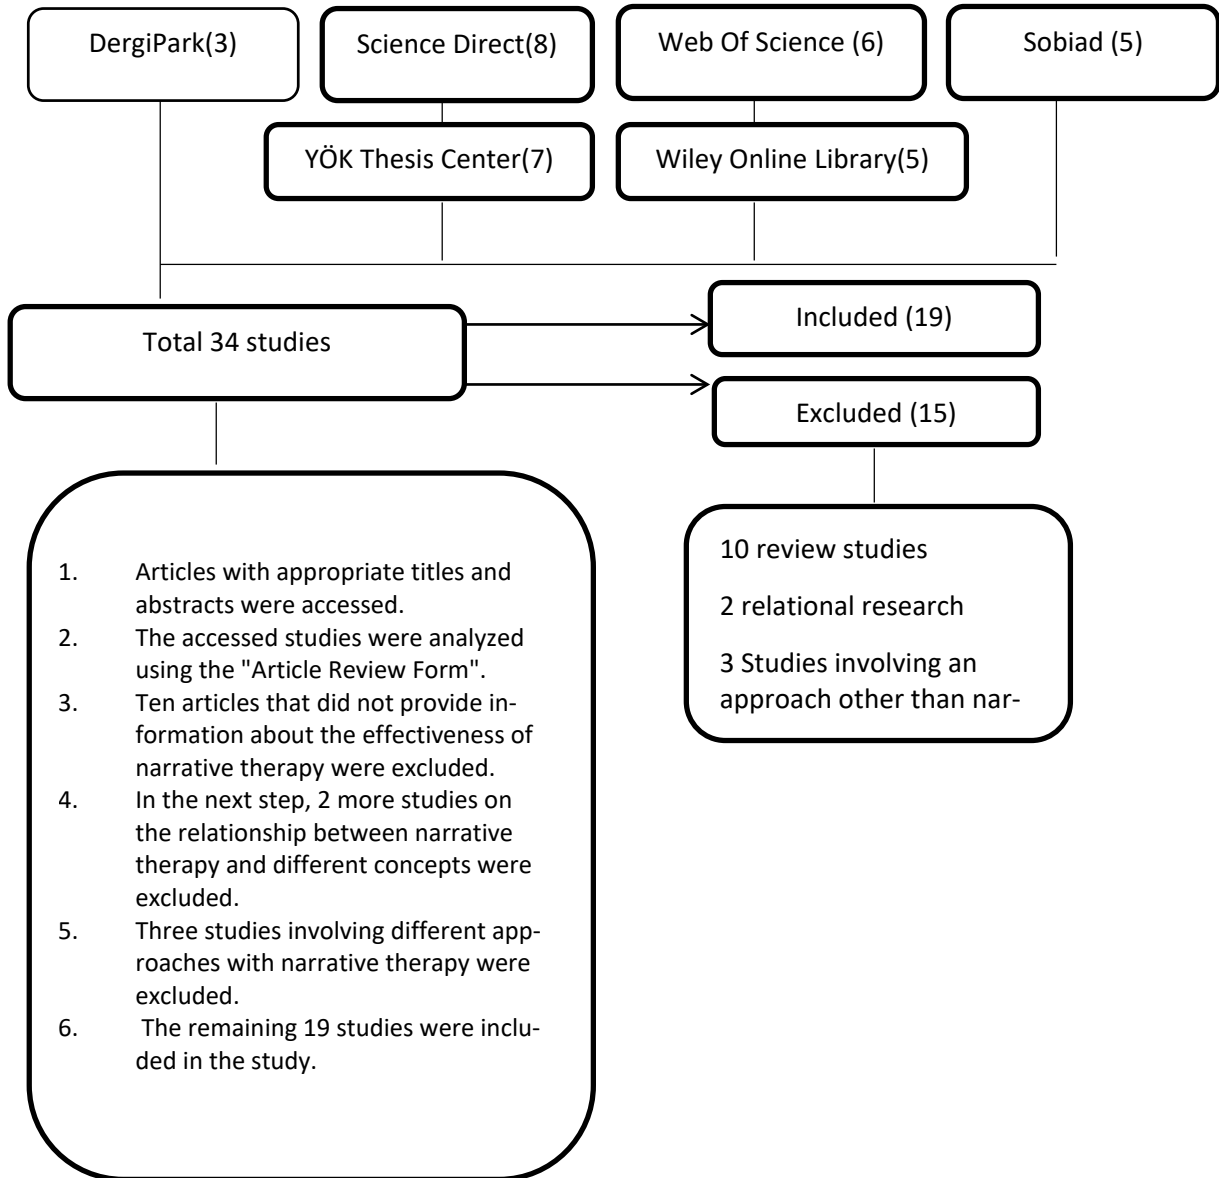 DergiPark(3)
Science Direct(8)
Web Of Science (6)
Sobiad (5)
YÖK Thesis Center(7)
Wiley Online Library(5)
Total 34 studies
Included (19)
Excluded (15)
1. Articles with appropriate titles and
abstracts were accessed.
2. The accessed studies were analyzed
using the "Article Review Form".
3. Ten articles that did not provide in-
formation about the effectiveness of
narrative therapy were excluded.
4. In the next step, 2 more studies on
the relationship between narrative
therapy and different concepts were
excluded.
5. Three studies involving different app-
roaches with narrative therapy were
excluded.
6. The remaining 19 studies were inclu-
ded in the study.
10 review studies
2 relational research
3 Studies involving an
approach other than nar-